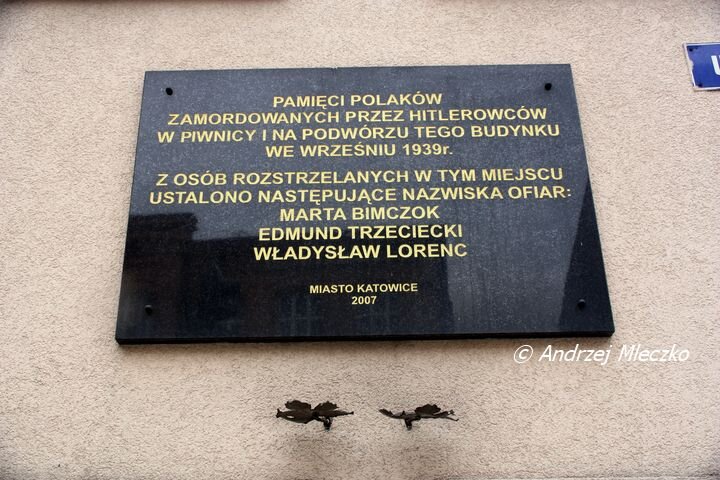 PAMIĘCI POLAKÓW
ZAMORDOWANYCH PRZEZ HITLEROWCÓW
W PIWNICY I NA PODWÓRZU TEGO BUDYNKU
WE WRZEŚNIU 1939r.
Z OSÓB ROZSTRZELANYCH W TYM MIEJSCU
USTALONO NASTĘPUJĄCE NAZWISKA OFIAR:
MARTA BIMCZOK
EDMUND TRZECIECKI
WŁADYSŁAW LORENC
MIASTO KATOWICE
2007
© Andrzej Mleczko